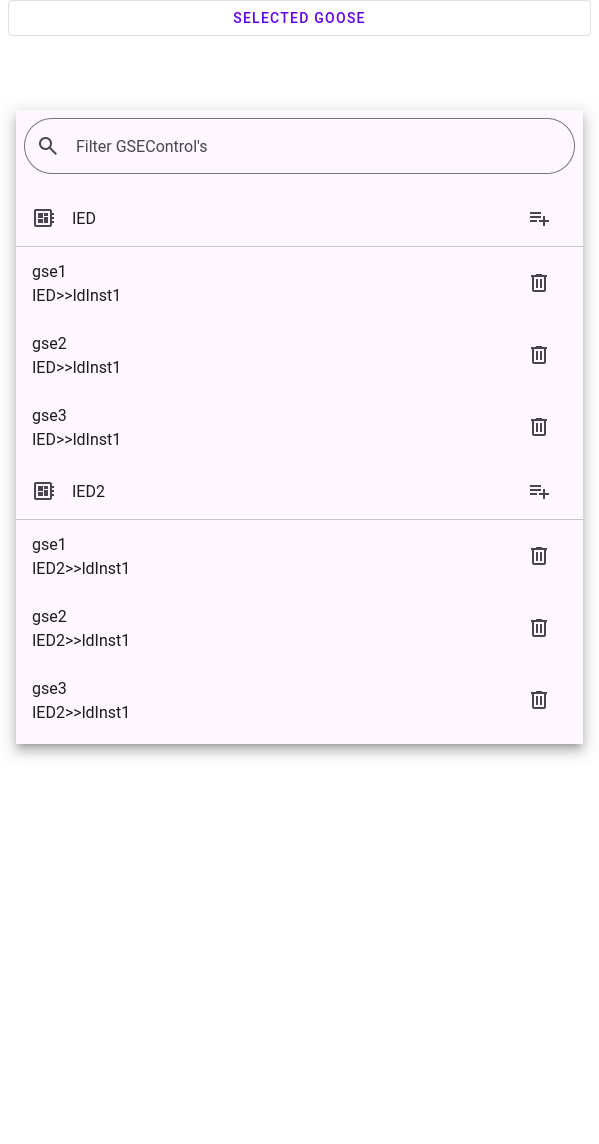 SELECTED GOOSE
Filter GSEControl's
IED
gse1
IED>>ldInst1
gse2
IED>>ldInst1
gse3
IED>>ldInst1
IED2
gse1
IED2>>ldInst1
gse2
IED2>>ldInst1
gse3
IED2>>ldInst1